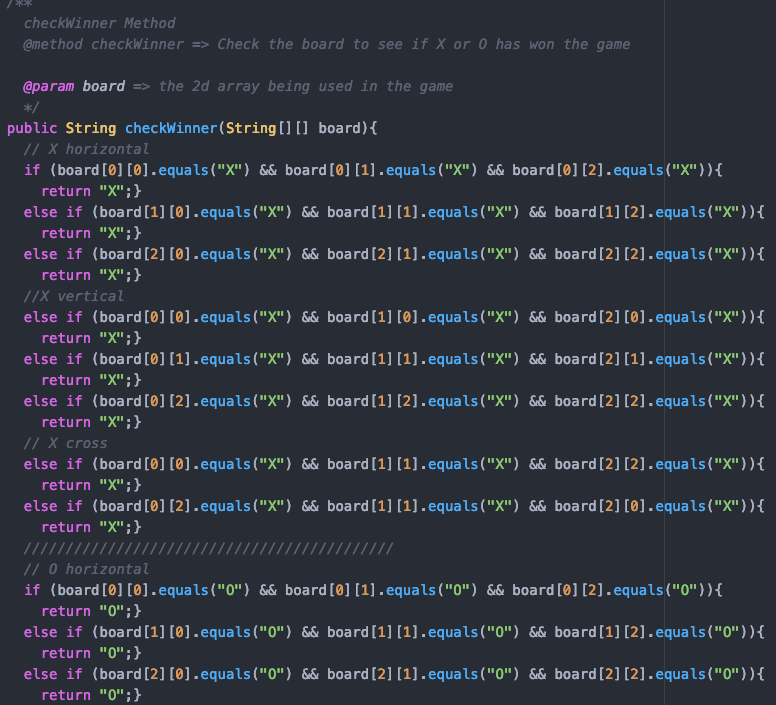 /**
checkWinner Method
@method checkWinner => Check the board to see if X or O has won the game
@param board => the 2d array being used in the game
*/
public String checkWinner(String[][] board){
// X horizontal
if (board[0][0].equals("X") && board[0][1].equals("X") && board[0][2].equals("X")){
return "X";}
else if (board[1][0].equals("X") && board[1][1].equals("X") && board[1][2].equals("X")){
return "X";}
else if (board[2][0].equals("X") && board[2][1].equals("X") && board[2][2].equals("X")){
return "X";}
//X vertical
else if (board[0][0].equals("X") && board[1][0].equals("X") && board[2][0].equals("X")){
return "X";}
else if (board[0][1].equals("X") && board[1][1].equals("X") && board[2][1].equals("X")){
return "X";}
else if (board[0][2].equals("X") && board[1][2].equals("X") && board[2][2].equals("X")){
return "X";}
// X cross
else if (board[0][0].equals("X") && board[1][1].equals("X") && board[2][2].equals("X")){
return "X";}
else if (board[0][2].equals("X") && board[1][1].equals("X") && board[2][0].equals("X")){
return "X";}
////////////////////////////////////////////
// O horizontal
if (board[0][0].equals("O") && board[0][1].equals("O") && board[0][2].equals("O")){
return "O";}
else if (board[1][0].equals("O") && board[1][1].equals("O") && board[1][2].equals("O")){
return "O";}
else if (board[2][0].equals("O") && board[2][1].equals("O") && board[2][2].equals("O")){
return "O";}